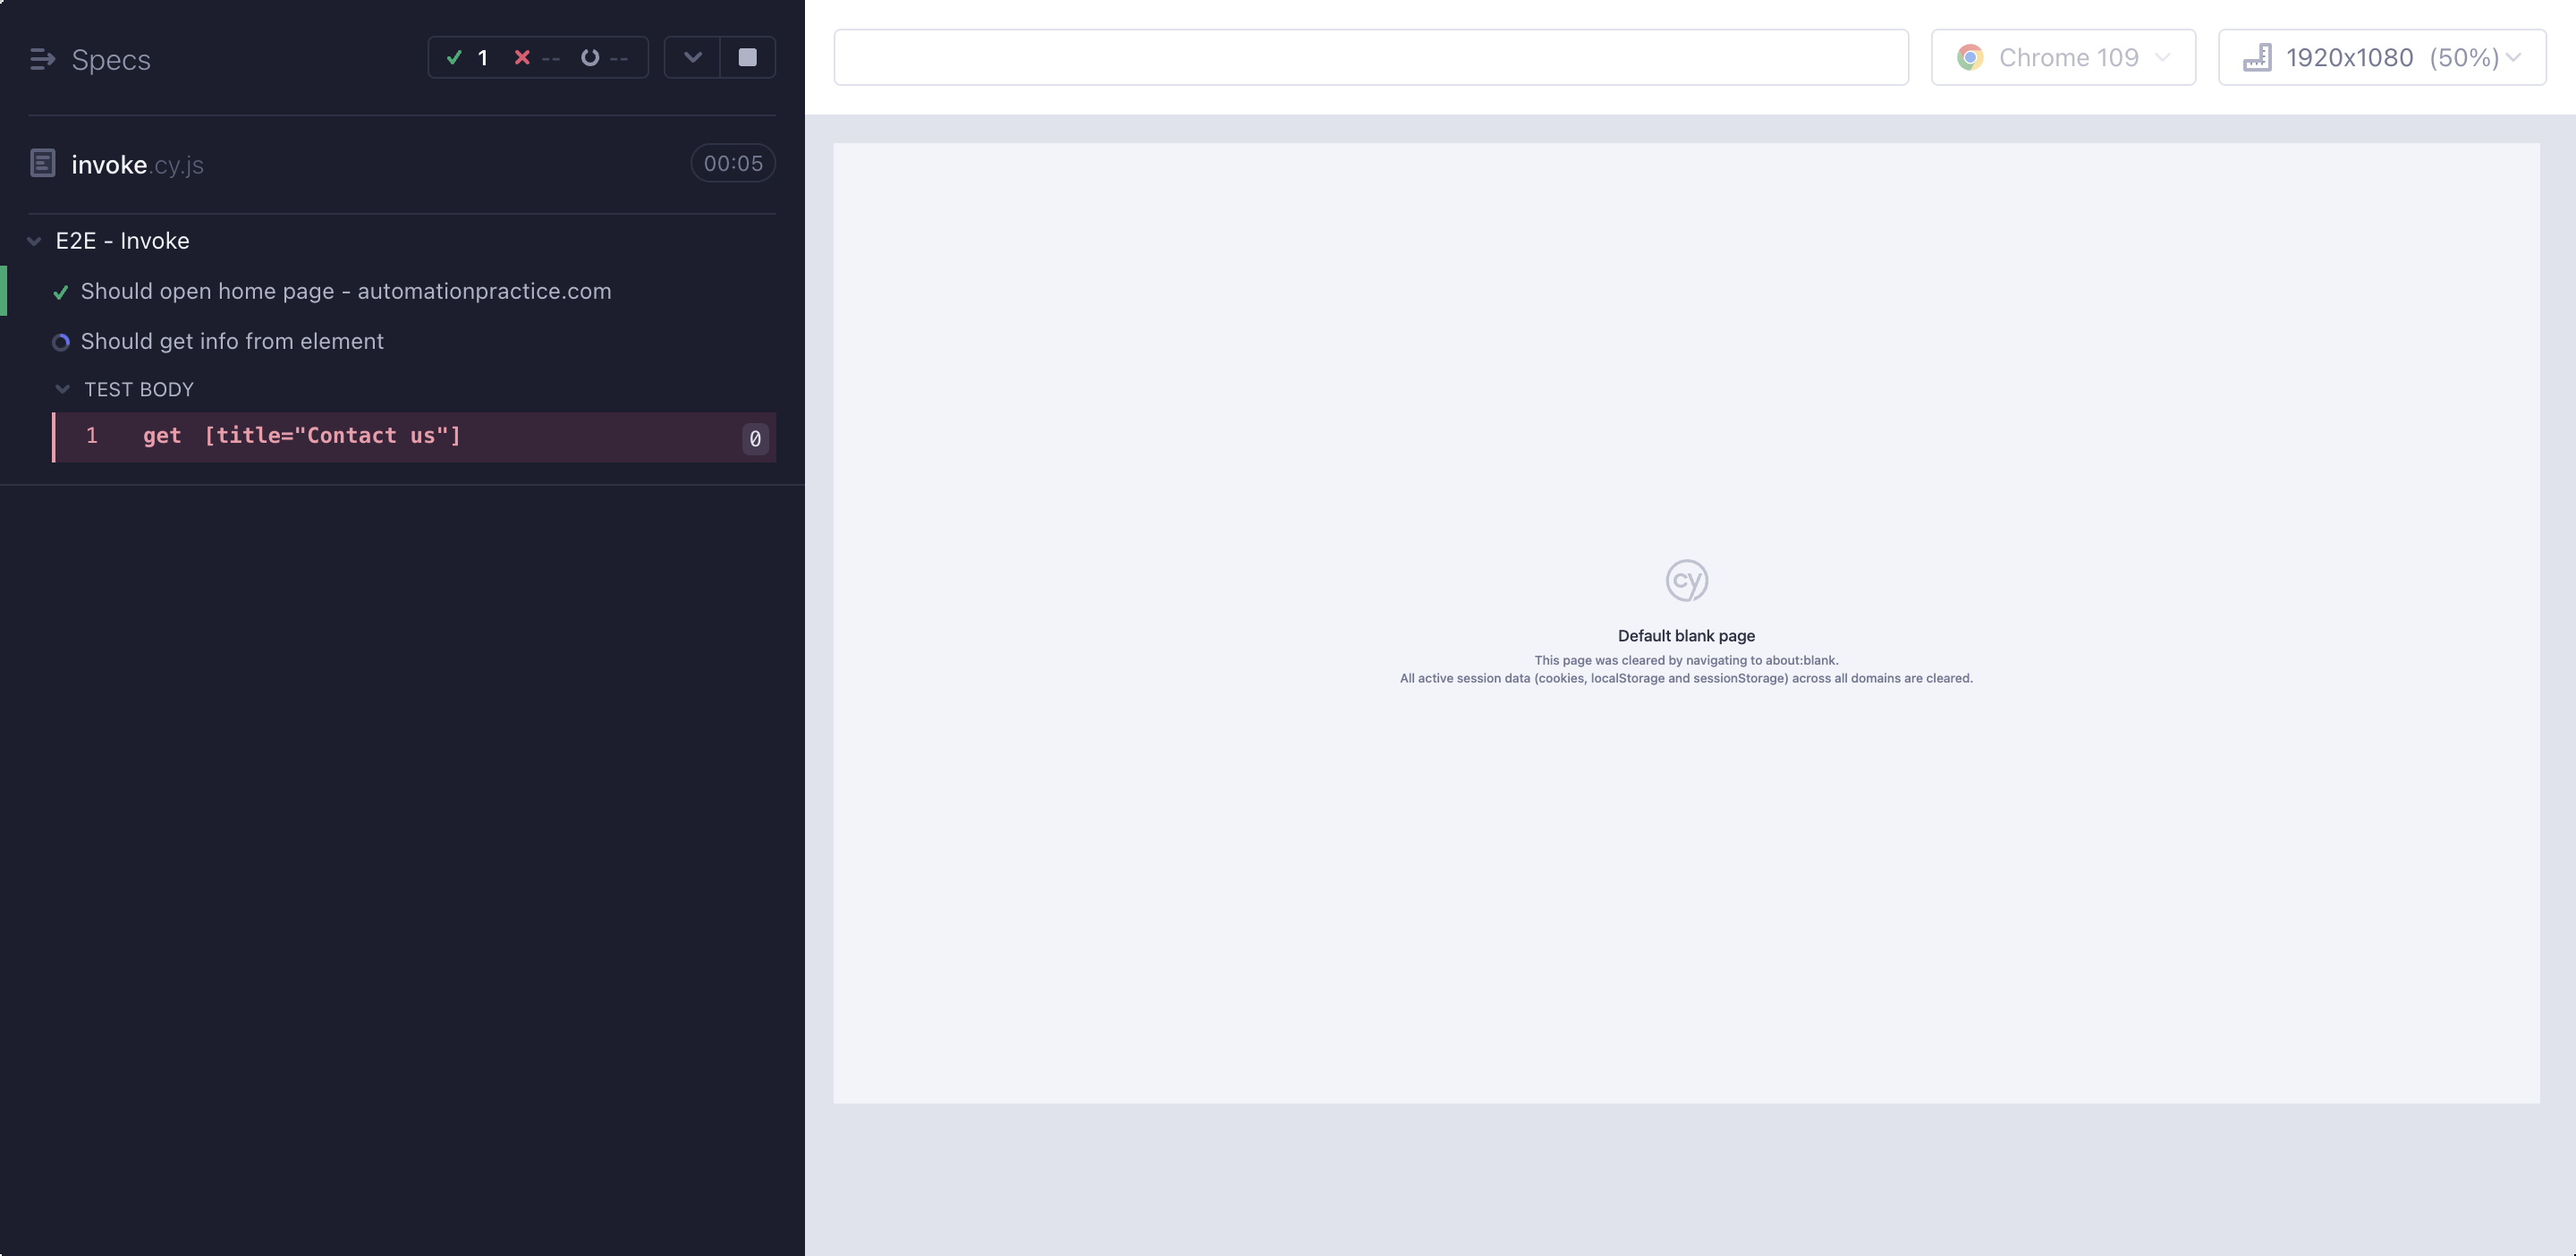 Specs
1 -- --
invoke.cy.js
00:05
E2E - Invoke
Should open home page - automationpractice.com
Should get info from element
TEST BODY
1 get [title="Contact us"] 0
Chrome 109
1920x1080 (50%)
cy
Default blank page
This page was cleared by navigating to about:blank.
All active session data (cookies, localStorage and sessionStorage) across all domains are cleared.